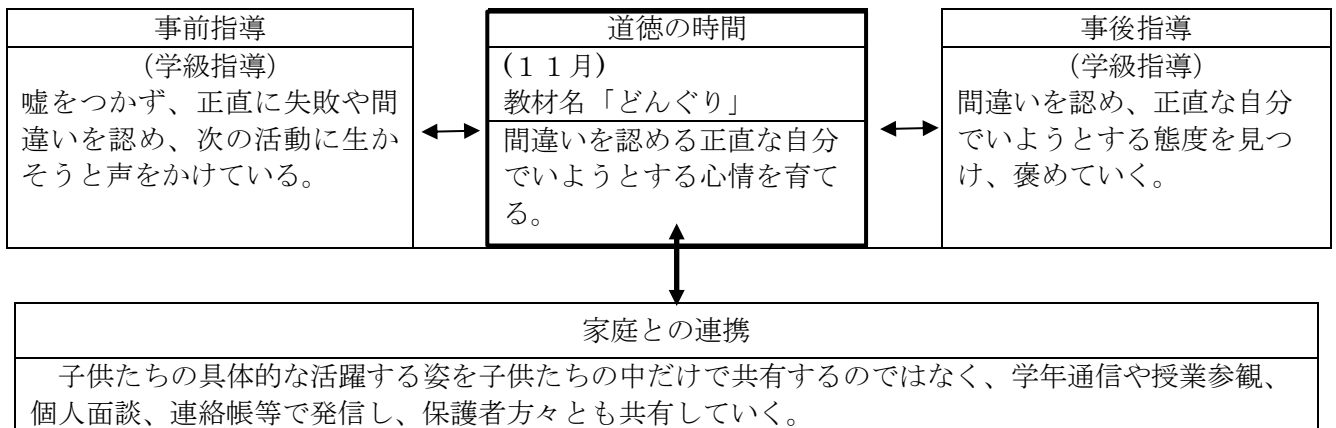 事前指導
(学級指導)
嘘をつかず、正直に失敗や間
違いを認め、次の活動に生か
そうと声をかけている。
道徳の時間
(11月)
教材名「どんぐり」
間違いを認める正直な自分
でいようとする心情を育て
る。
事後指導
(学級指導)
間違いを認め、正直な自分
でいようとする態度を見つ
け、褒めていく。
家庭との連携
子供たちの具体的な活躍する姿を子供たちの中だけで共有するのではなく、学年通信や授業参観、
個人面談、連絡帳等で発信し、保護者方々とも共有していく。